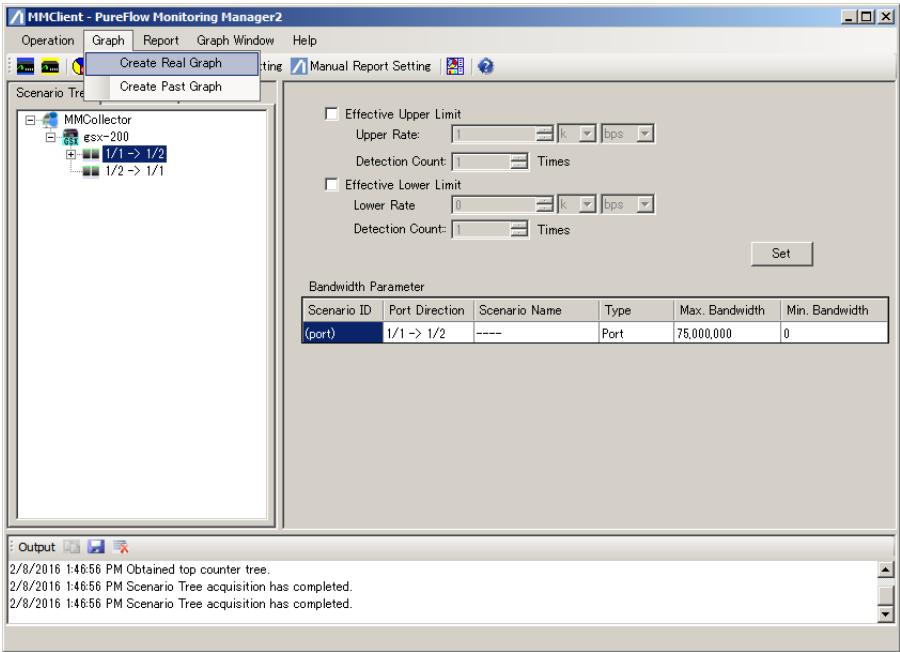 MMClient - PureFlow Monitoring Manager2
Operation Graph Report Graph Window Help
Create Real Graph
Manual Report Setting
Create Past Graph
Scenario Tre
MMCollector
gsx-200
1/1 -> 1/2
1/2 -> 1/1
Effective Upper Limit
Upper Rate: 1 k bps
Detection Count: 1 Times
Effective Lower Limit
Lower Rate 0 k bps
Detection Count: 1 Times
Set
Bandwidth Parameter
Scenario ID Port Direction Scenario Name Type Max. Bandwidth Min. Bandwidth
(port) 1/1 -> 1/2 ---- Port 75,000,000 0
Output
2/8/2016 1:46:56 PM Obtained top counter tree.
2/8/2016 1:46:56 PM Scenario Tree acquisition has completed.
2/8/2016 1:46:56 PM Scenario Tree acquisition has completed.